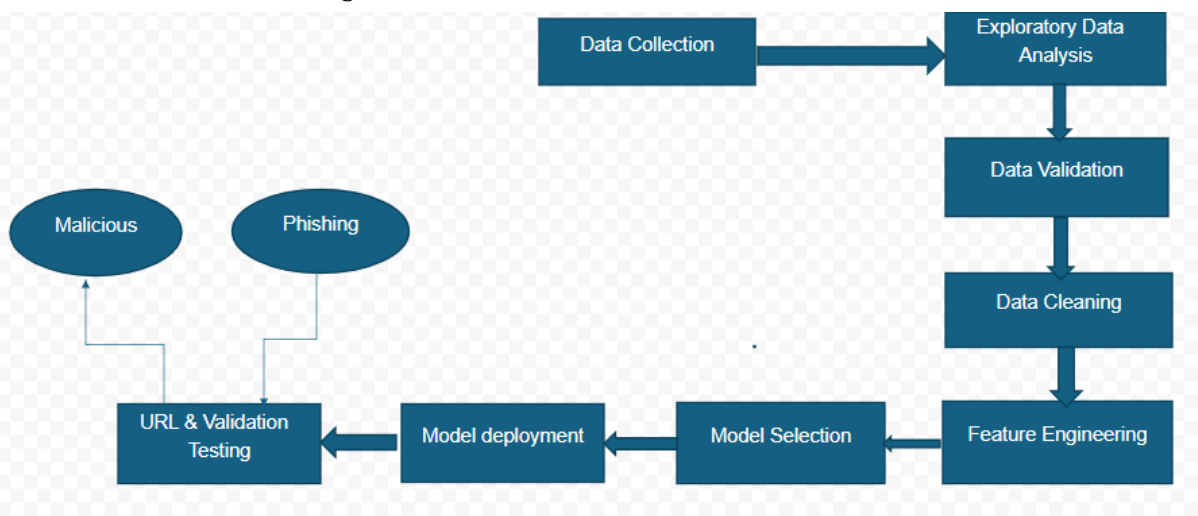 Data Collection
Exploratory Data
Analysis
Data Validation
Malicious
Phishing
Data Cleaning
URL & Validation
Testing
Model deployment
Model Selection
Feature Engineering